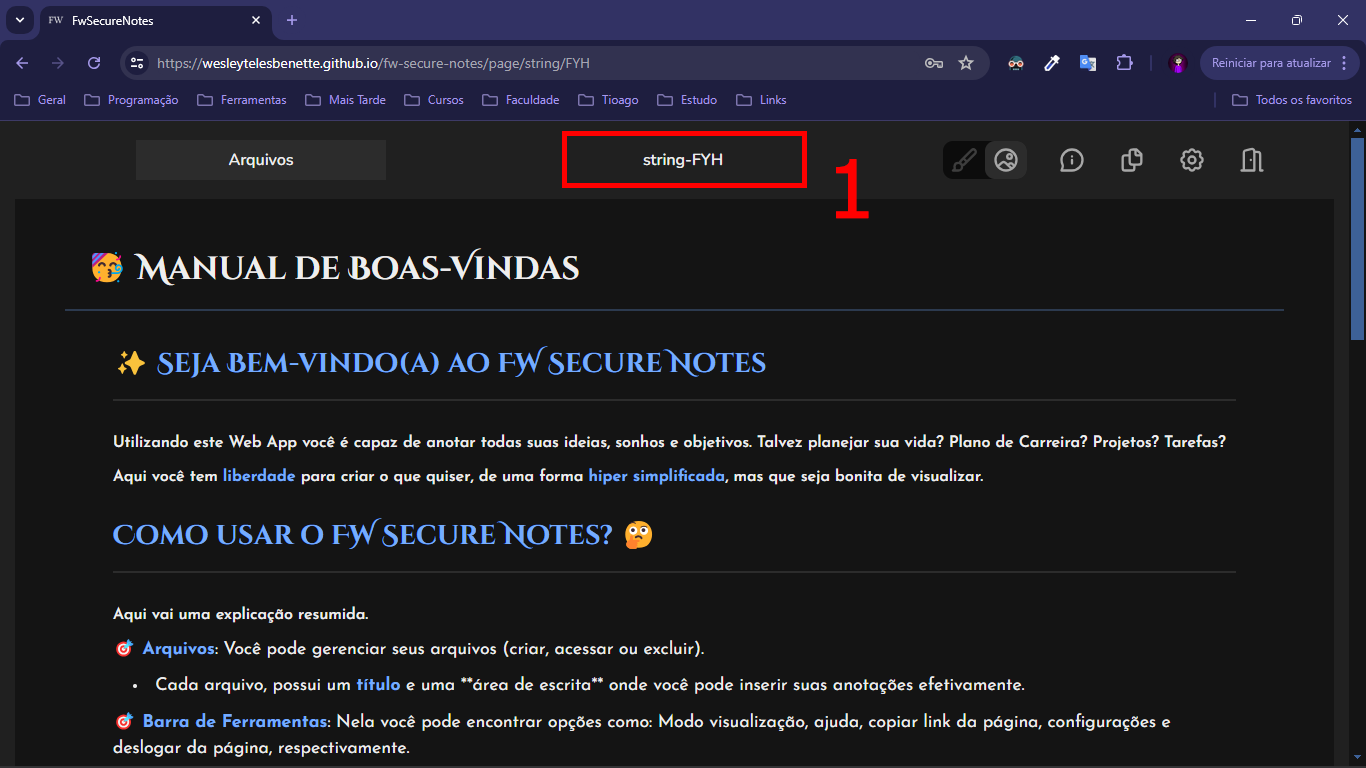 FW FwSecureNotes
https://wesleytelesbenette.github.io/fw-secure-notes/page/string/FYH
Reiniciar para atualizar
Geral Programação Ferramentas Mais Tarde Cursos Faculdade Tioago Estudo Links Todos os favoritos
Arquivos string-FYH 1
Manual de Boas-Vindas
Seja Bem-vindo(a) ao FW Secure Notes
Utilizando este Web App você é capaz de anotar todas suas ideias, sonhos e objetivos. Talvez planejar sua vida? Plano de Carreira? Projetos? Tarefas?
Aqui você tem liberdade para criar o que quiser, de uma forma hiper simplificada, mas que seja bonita de visualizar.
Como usar o FW Secure Notes? 🤔
Aqui vai uma explicação resumida.
🎯 Arquivos: Você pode gerenciar seus arquivos (criar, acessar ou excluir).
• Cada arquivo, possui um título e uma **área de escrita** onde você pode inserir suas anotações efetivamente.
🎯 Barra de Ferramentas: Nela você pode encontrar opções como: Modo visualização, ajuda, copiar link da página, configurações e
deslogar da página, respectivamente.